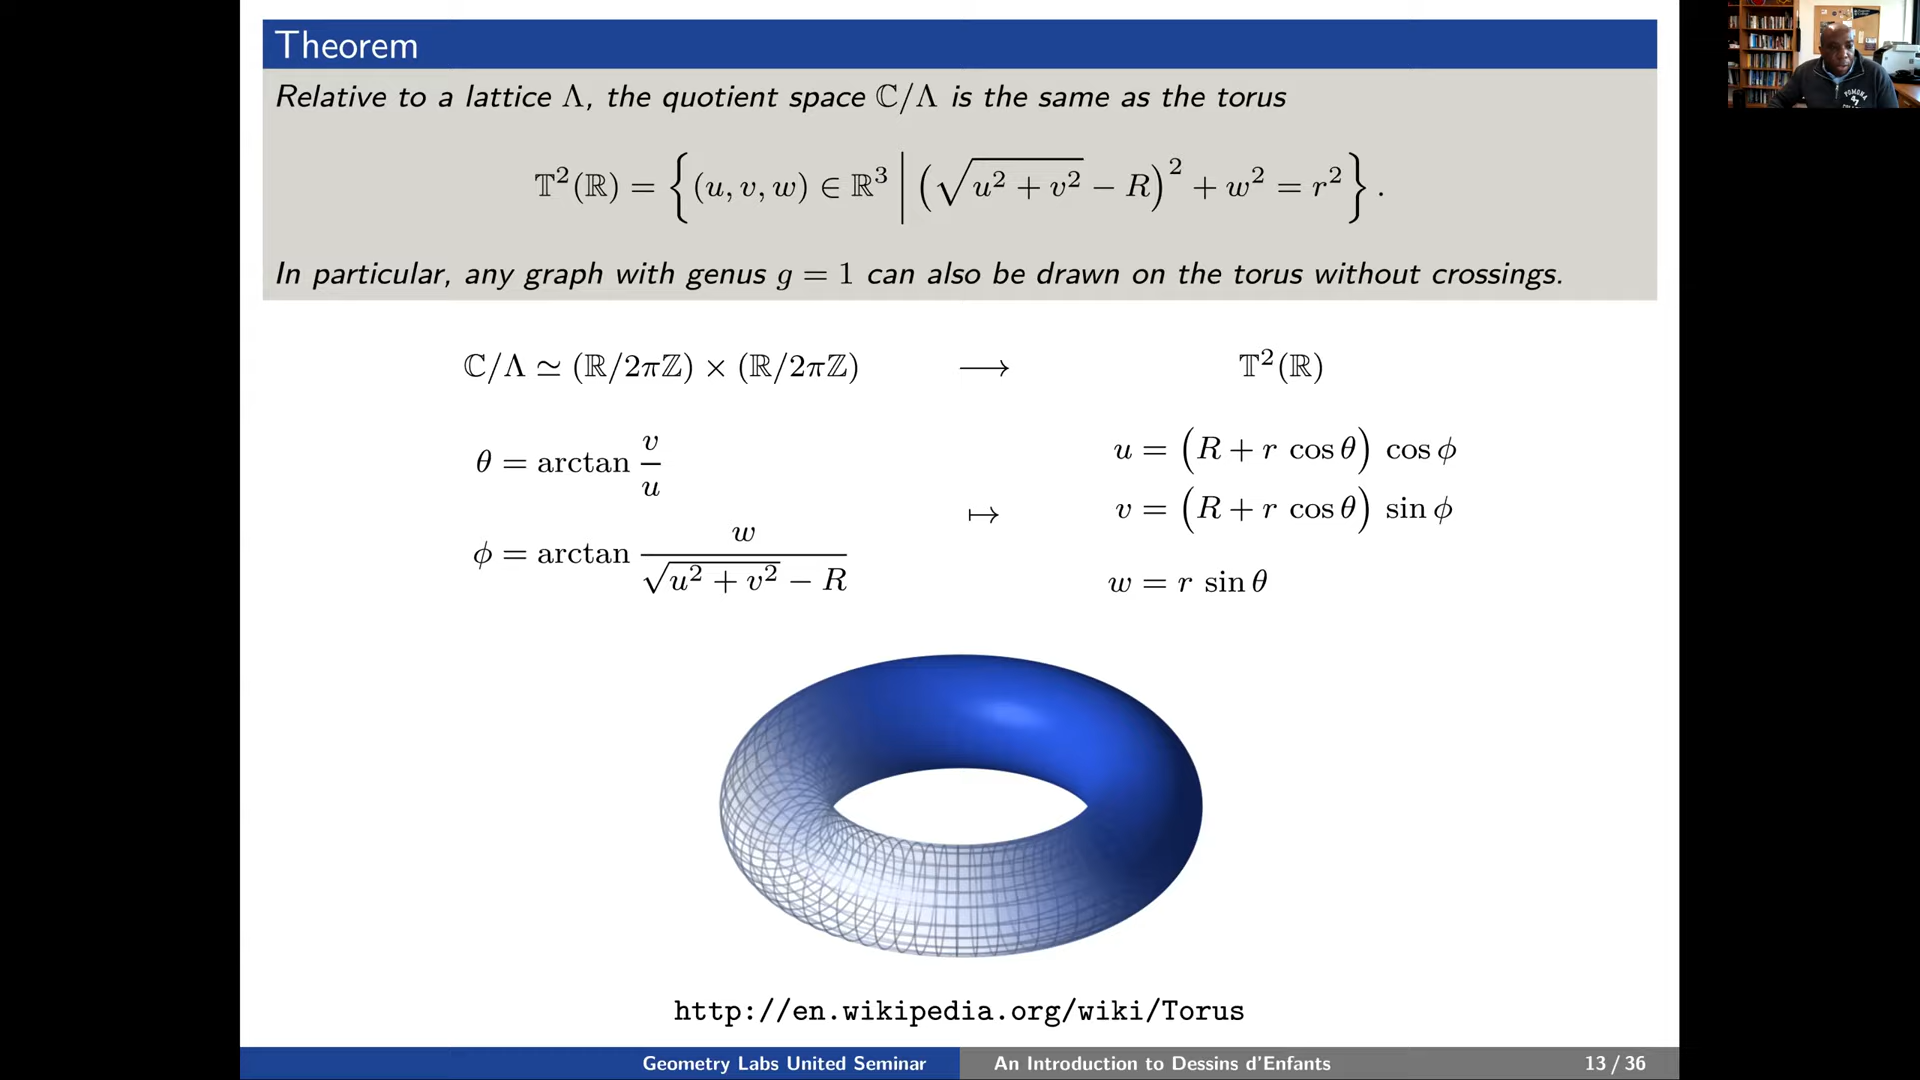 Theorem
Relative to a lattice Λ, the quotient space ℂ/Λ is the same as the torus
𝕋²(ℝ) = { (u, v, w) ∈ ℝ³ | (√(u² + v²) − R)² + w² = r² } .
In particular, any graph with genus g = 1 can also be drawn on the torus without crossings.
ℂ/Λ ≃ (ℝ/2πℤ) × (ℝ/2πℤ) ⟶ 𝕋²(ℝ)
θ = arctan v/u
u = (R + r cos θ) cos φ
v = (R + r cos θ) sin φ
↦
φ = arctan w/(√(u² + v²) − R)
w = r sin θ
http://en.wikipedia.org/wiki/Torus
Geometry Labs United Seminar An Introduction to Dessins d'Enfants 13 / 36
POMONA